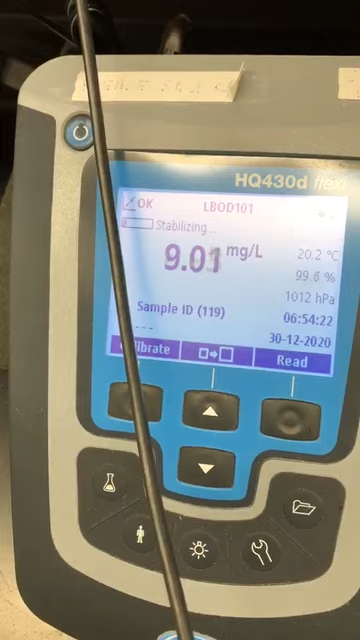 HQ430d flexi
OK LBOD101
Stabilizing...
9.01 mg/L
20.2 °C
99.6 %
1012 hPa
Sample ID (119)
06:54:22
- - - -
30-12-2020
Read